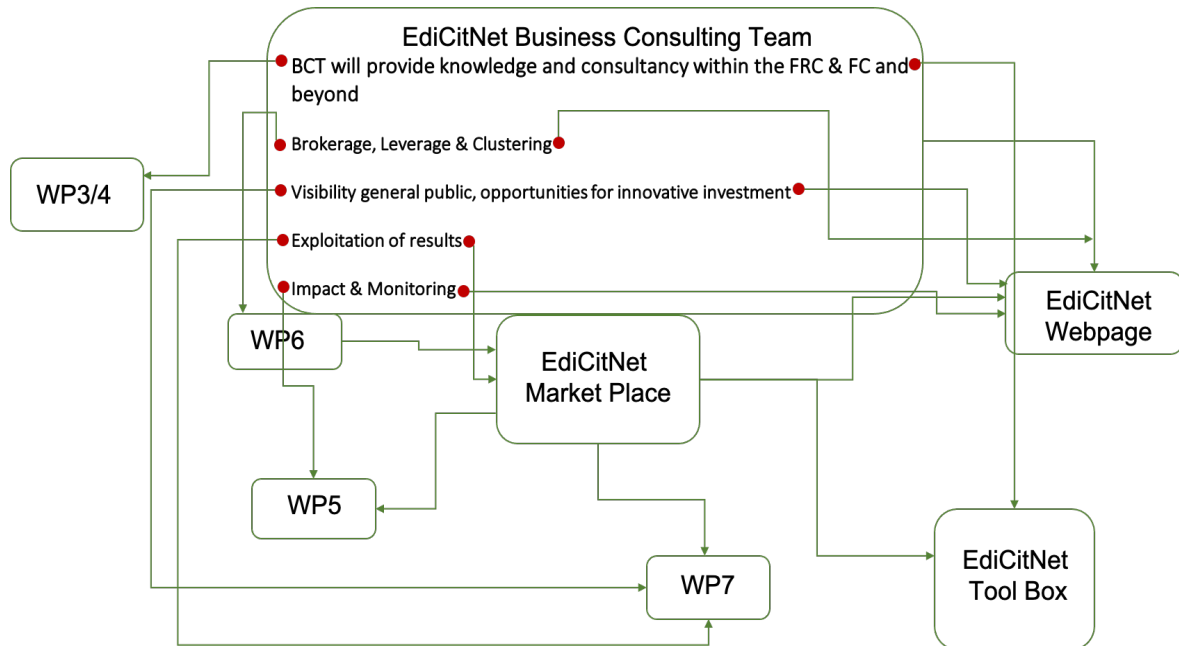 EdiCitNet Business Consulting Team
BCT will provide knowledge and consultancy within the FRC & FC and
beyond
Brokerage, Leverage & Clustering
WP3/4
Visibility general public, opportunities for innovative investment
Exploitation of results
Impact & Monitoring
EdiCitNet
Webpage
WP6
EdiCitNet
Market Place
WP5
WP7
EdiCitNet
Tool Box